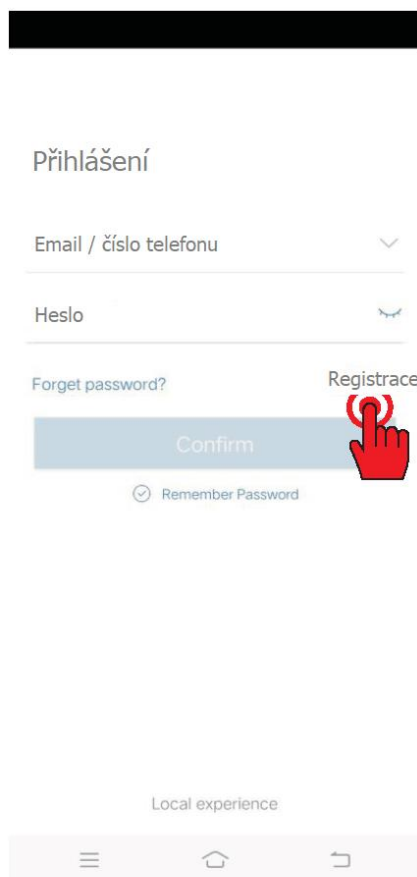 Přihlášení
Email / číslo telefonu
Heslo
Forget password?
Registrace
Confirm
Remember Password
Local experience